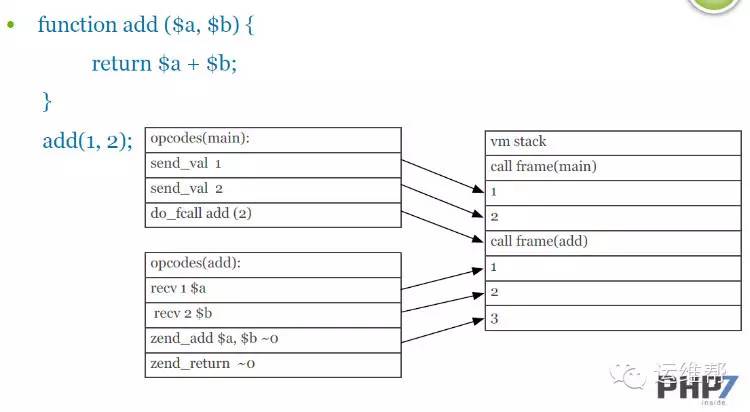 • function add ($a, $b) {
return $a + $b;
}
add(1, 2);
opcodes(main):
send_val 1
send_val 2
do_fcall add (2)
opcodes(add):
recv 1 $a
recv 2 $b
zend_add $a, $b ~0
zend_return ~0
vm stack
call frame(main)
1
2
call frame(add)
1
2
3
运维帮
PHP7
inside